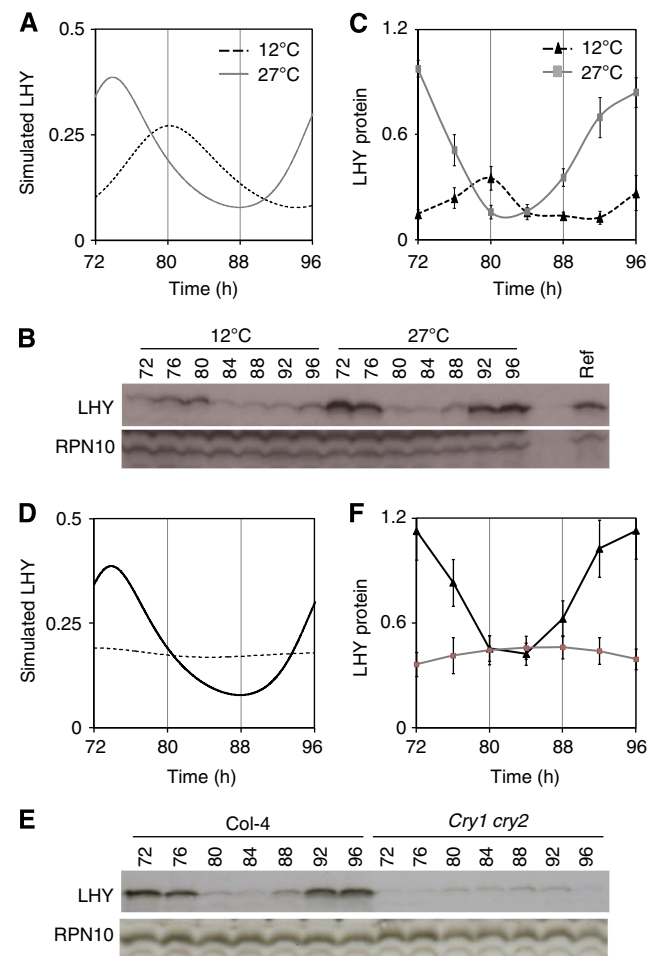 A
0.5
0.25
0
Simulated LHY
12°C
27°C
72 80 88 96
Time (h)
C
1.2
0.6
0
LHY protein
12°C
27°C
72 80 88 96
Time (h)
B
12°C 27°C
72 76 80 84 88 92 96 72 76 80 84 88 92 96 Ref
LHY
RPN10
D
0.5
0.25
0
Simulated LHY
72 80 88 96
Time (h)
F
1.2
0.6
0
LHY protein
72 80 88 96
Time (h)
E
Col-4 Cry1 cry2
72 76 80 84 88 92 96 72 76 80 84 88 92 96
LHY
RPN10